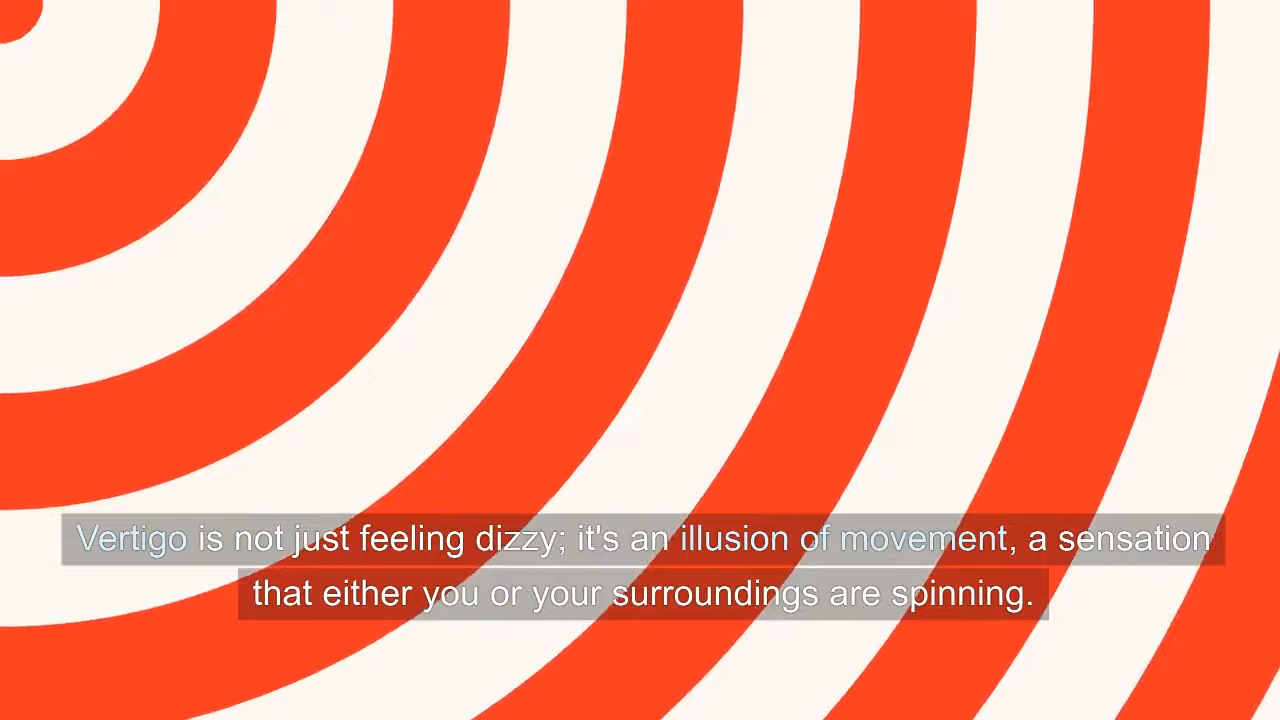 Vertigo is not just feeling dizzy; it's an illusion of movement, a sensation
that either you or your surroundings are spinning.